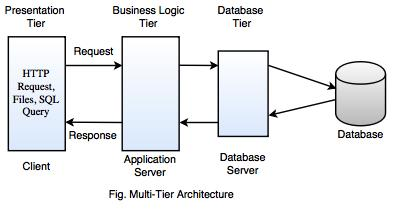 Presentation
Tier
Business Logic
Tier
Database
Tier
Request
HTTP
Request,
Files, SQL
Query
Response
Client
Application
Server
Database
Server
Database
Fig. Multi-Tier Architecture